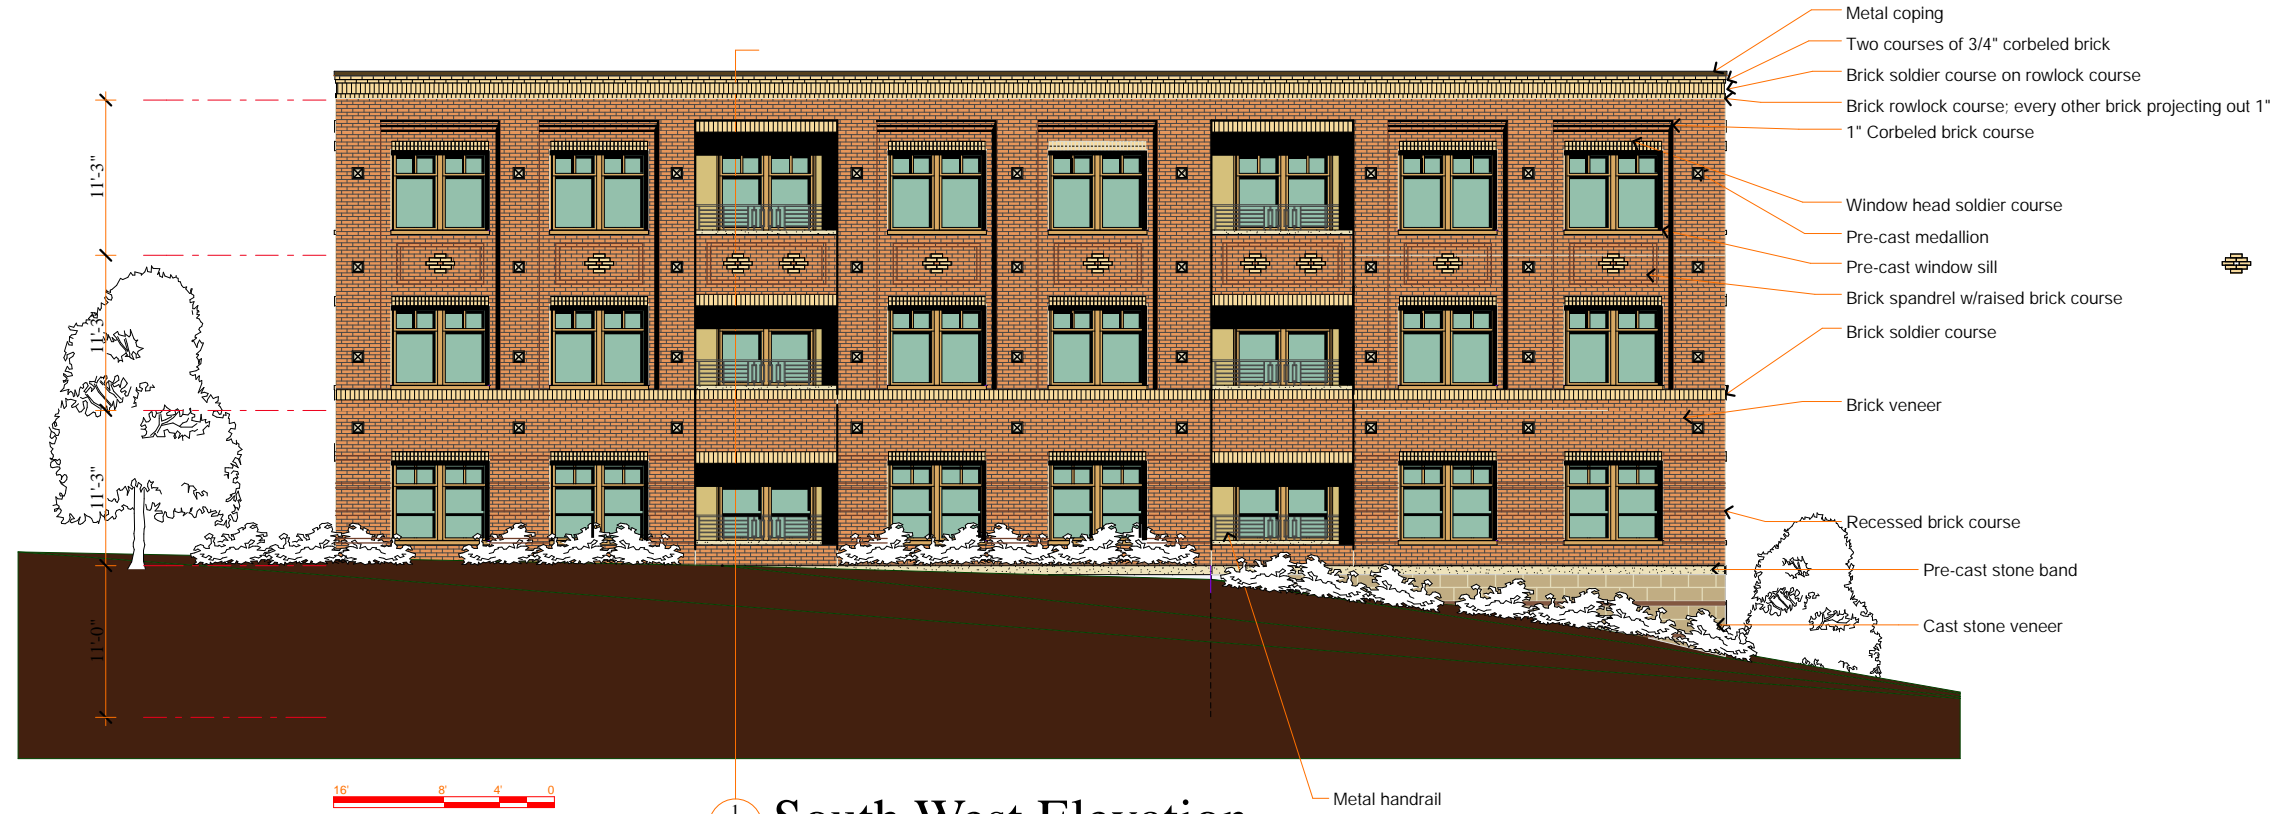 Metal coping
Two courses of 3/4" corbeled brick
Brick soldier course on rowlock course
Brick rowlock course; every other brick projecting out 1"
1" Corbeled brick course
11'-3"
Window head soldier course
Pre-cast medallion
Pre-cast window sill
Brick spandrel w/raised brick course
11'-3"
Brick soldier course
Brick veneer
11'-3"
Recessed brick course
Pre-cast stone band
11'-0"
Cast stone veneer
16' 8' 4' 0
Metal handrail
1 South West Elevation